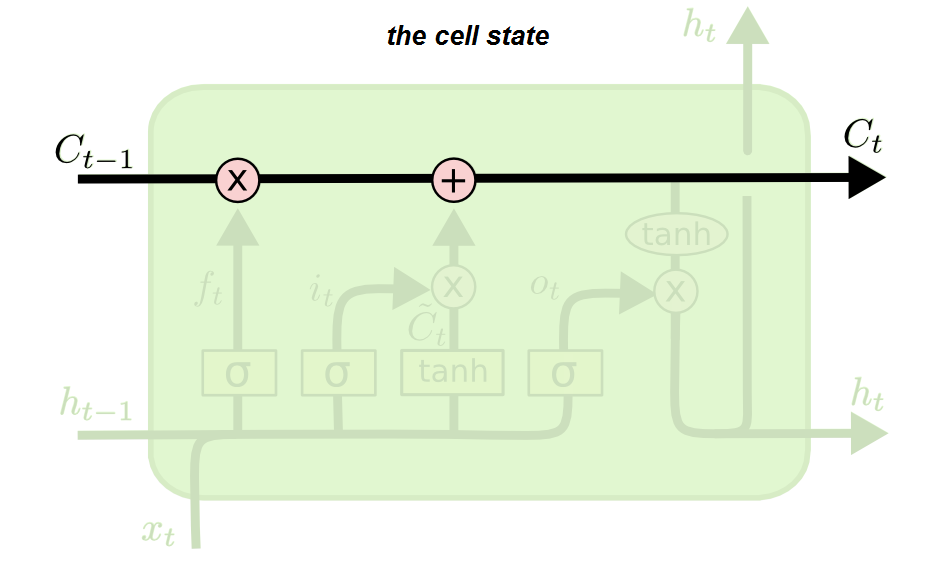 the cell state
h_t
C_{t-1}
C_t
x
+
tanh
f_t
i_t
x
o_t
x
C̃_t
σ
σ
tanh
σ
h_{t-1}
h_t
x_t